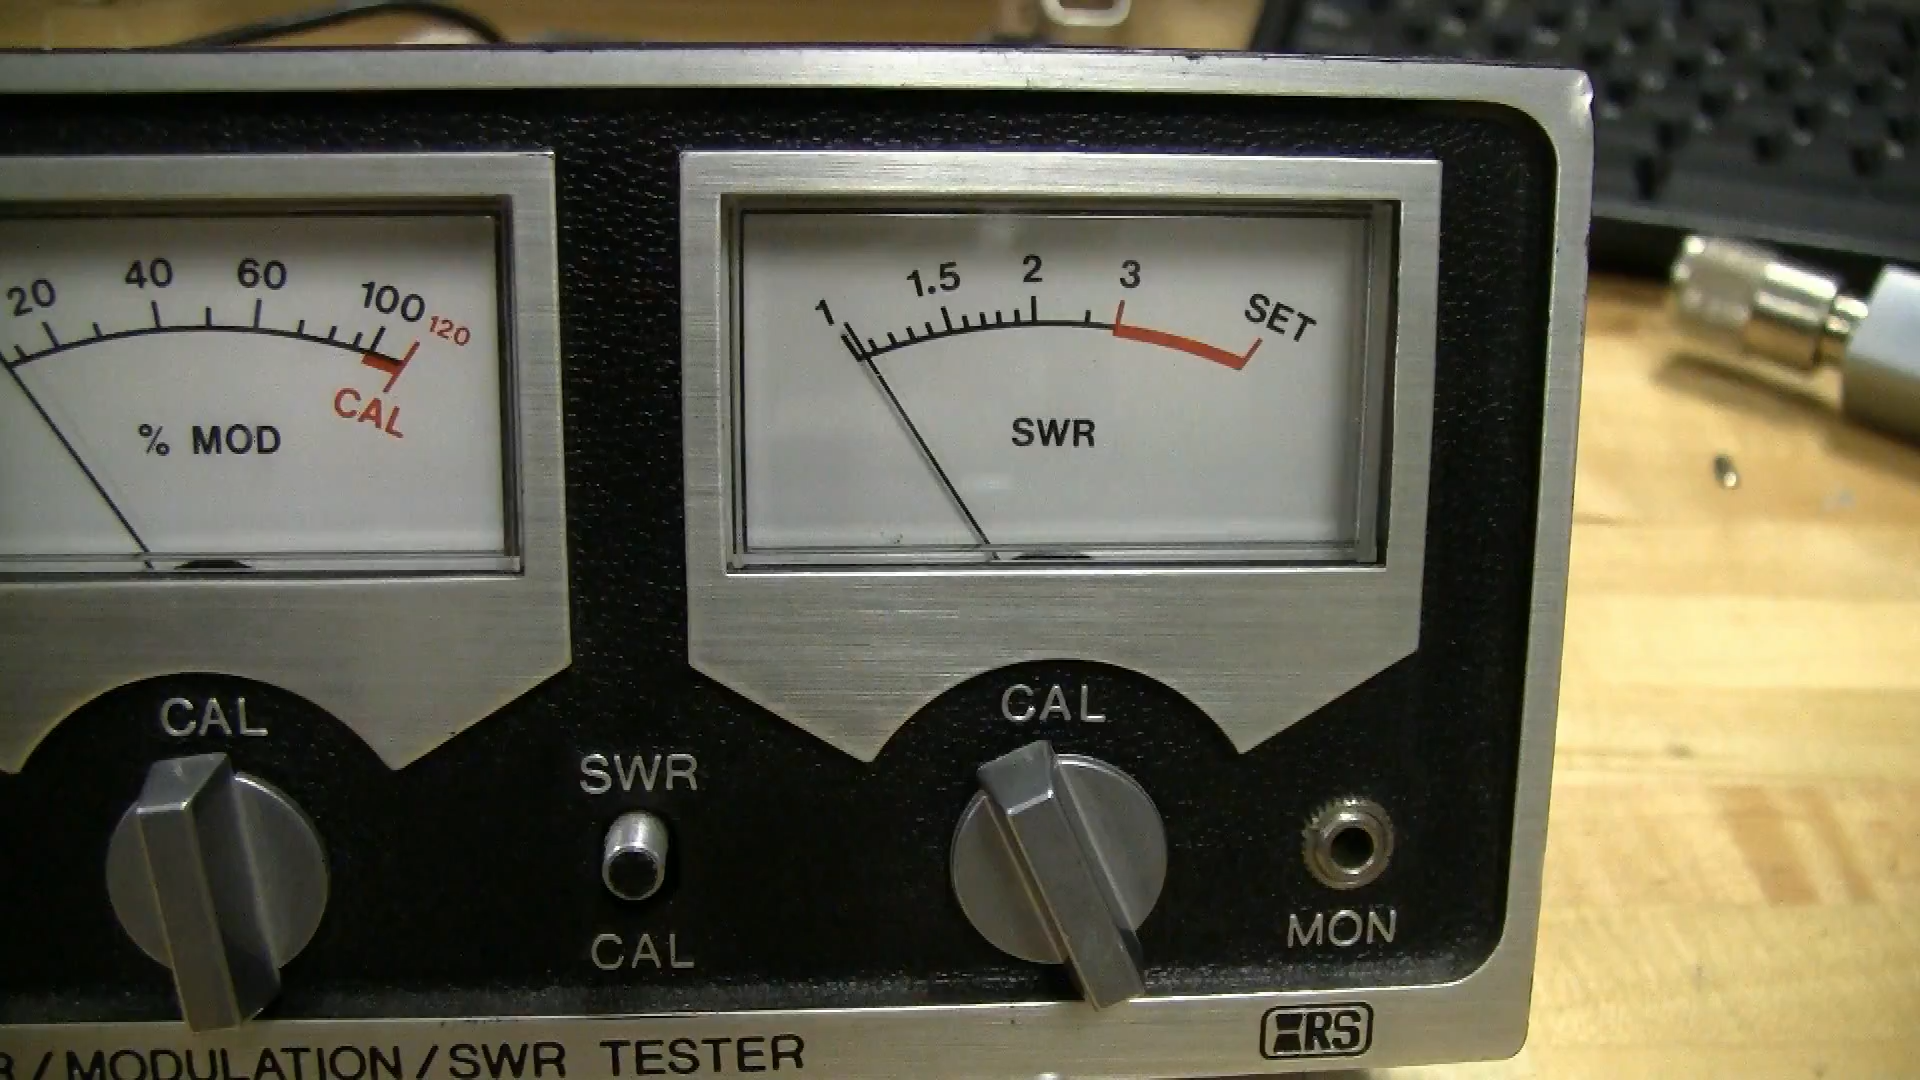 20 40 60 100 120
CAL
% MOD
1 1.5 2 3 SET
SWR
CAL
SWR
CAL
CAL
MON
R/MODULATION/SWR TESTER
RS